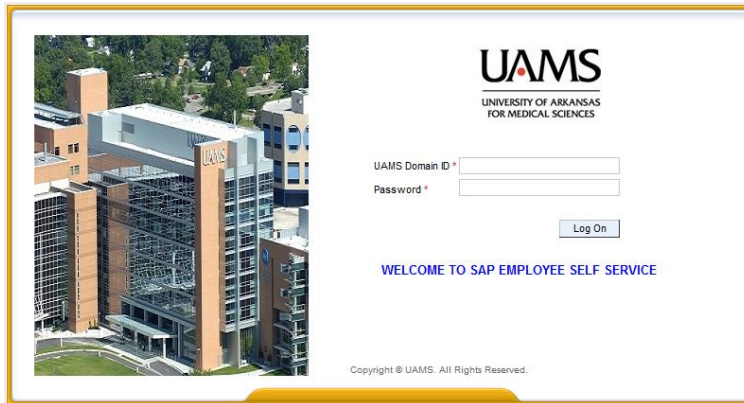 UAMS
UAMS
UNIVERSITY OF ARKANSAS
FOR MEDICAL SCIENCES
UAMS Domain ID *
Password *
Log On
WELCOME TO SAP EMPLOYEE SELF SERVICE
Copyright © UAMS. All Rights Reserved.